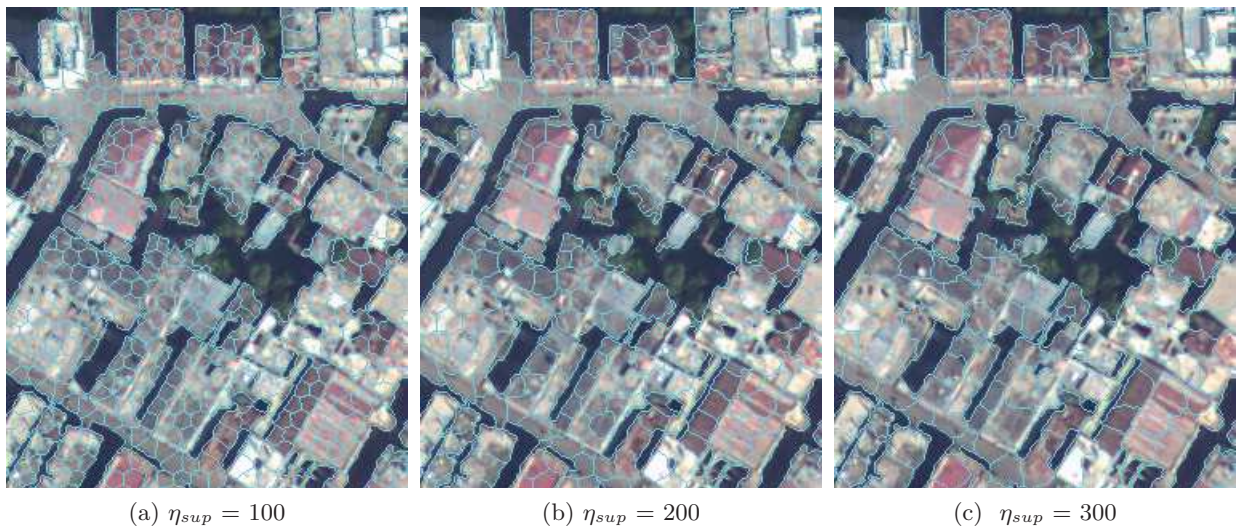 (a) η_sup = 100
(b) η_sup = 200
(c) η_sup = 300